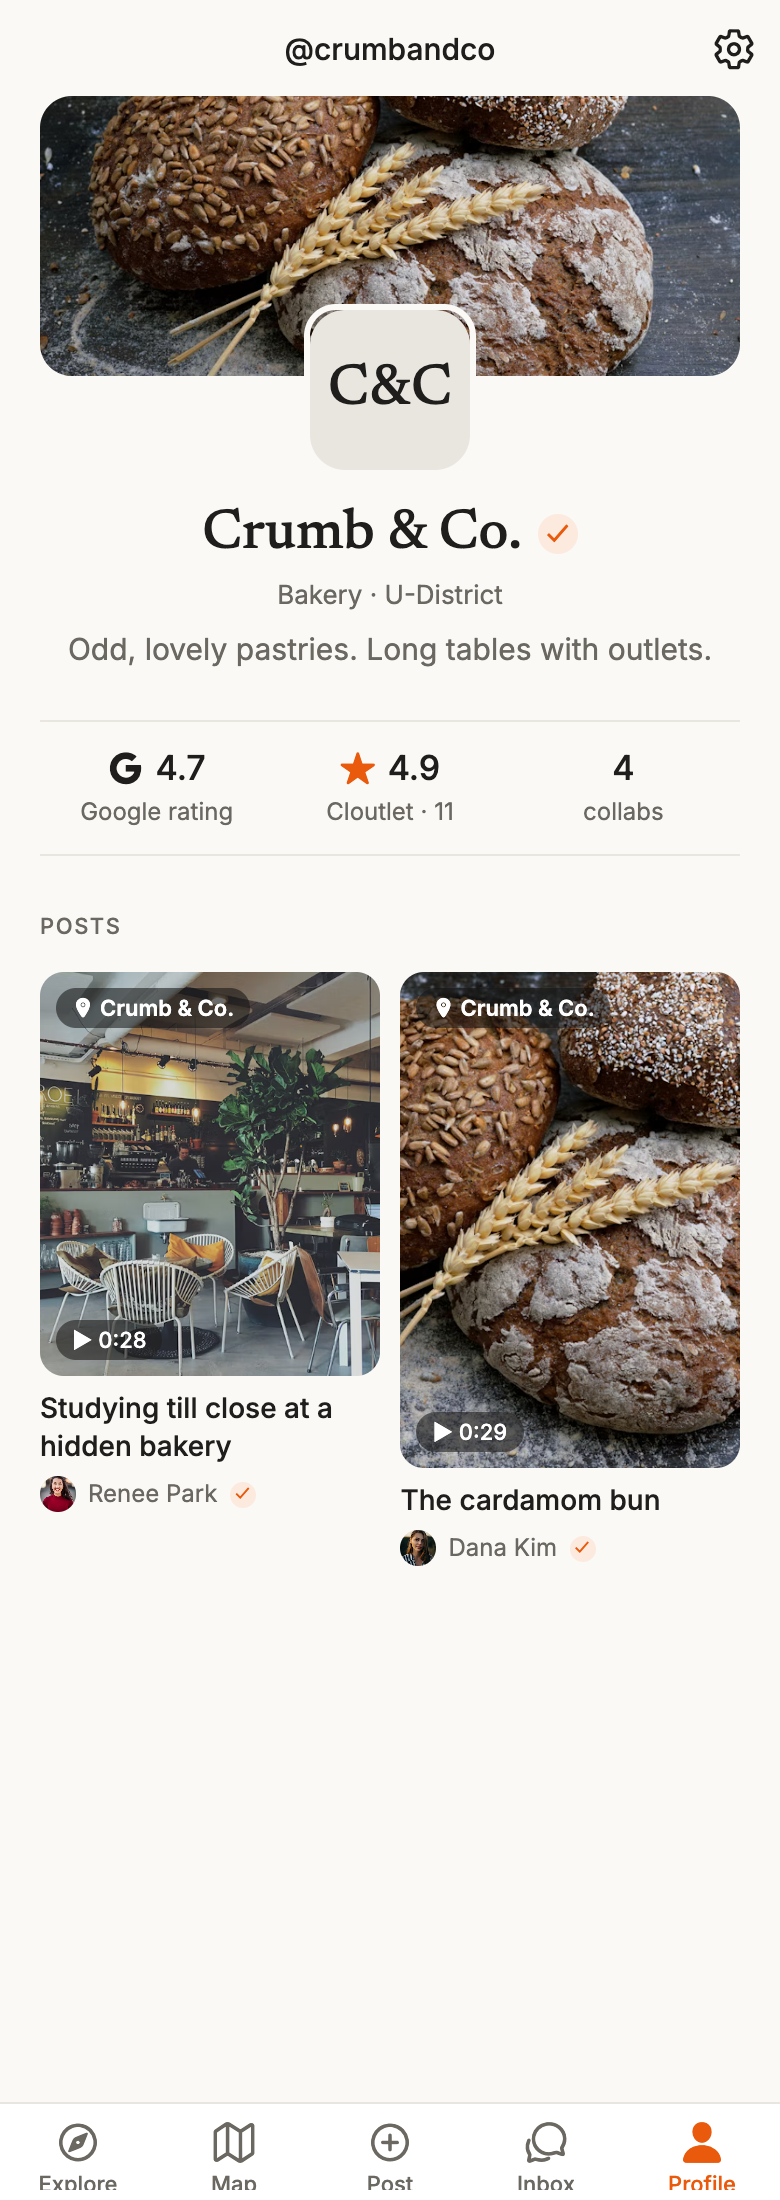 @crumbandco
C&C
Crumb & Co.
Bakery · U-District
Odd, lovely pastries. Long tables with outlets.
4.7
Google rating
4.9
Cloutlet · 11
4
collabs
POSTS
Crumb & Co.
0:28
Studying till close at a
hidden bakery
Renee Park
Crumb & Co.
0:29
The cardamom bun
Dana Kim
Explore
Map
Post
Inbox
Profile